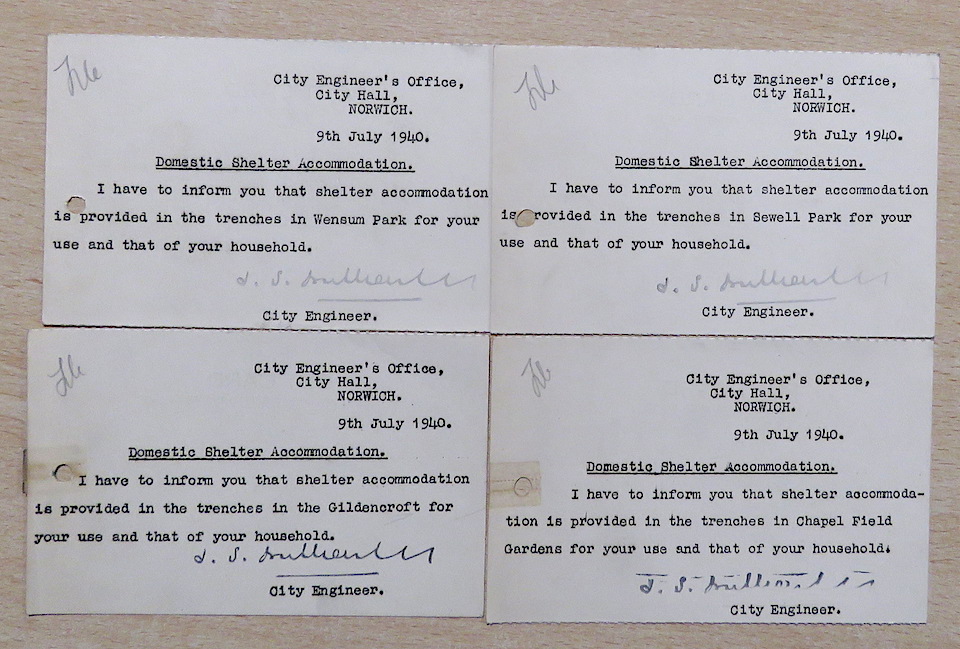 File
City Engineer's Office,
City Hall,
NORWICH.
9th July 1940.
Domestic Shelter Accommodation.
I have to inform you that shelter accommodation
is provided in the trenches in Wensum Park for your
use and that of your household.
City Engineer.
File
City Engineer's Office,
City Hall,
NORWICH.
9th July 1940.
Domestic Shelter Accommodation.
I have to inform you that shelter accommodation
is rovided in the trenches in Sewell Park for your
use and that of your household.
City Engineer.
File
City Engineer's Office,
City Hall,
NORWICH.
9th July 1940.
Domestic Shelter Accommodation.
I have to inform you that shelter accommodation
is provided in the trenches in the Gildencroft for
your use and that of your household.
City Engineer.
File
City Engineer's Office,
City Hall,
NORWICH.
9th July 1940.
Domestic Shelter Accommodation.
I have to inform you that shelter accommoda-
tion is provided in the trenches in Chapel Field
Gardens for your use and that of your household.
City Engineer.